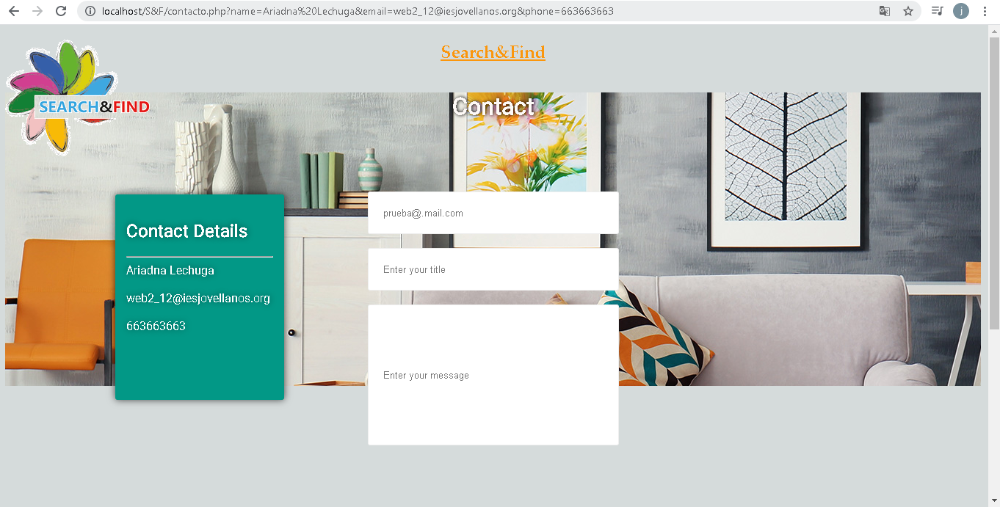 localhost/S&F/contacto.php?name=Ariadna%20Lechuga&email=web2_12@iesjovellanos.org&phone=663663663
j
Search&Find
SEARCH&FIND
Contact
Contact Details
Ariadna Lechuga
web2_12@iesjovellanos.org
663663663
prueba@.mail.com
Enter your title
Enter your message